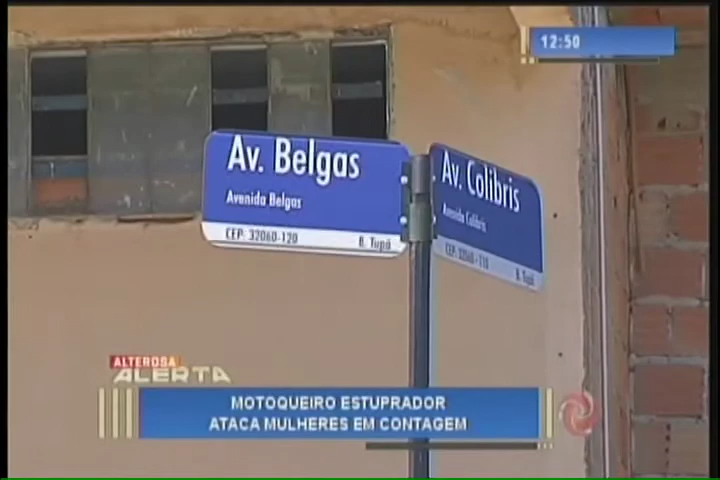 12:50
Av. Belgas
Avenida Belgas
CEP: 32060-120 B. Tupã
Av. Colibris
Avenida Colibris
CEP: 32060-110 B. Tupã
ALTEROSA
ALERTA
MOTOQUEIRO ESTUPRADOR
ATACA MULHERES EM CONTAGEM